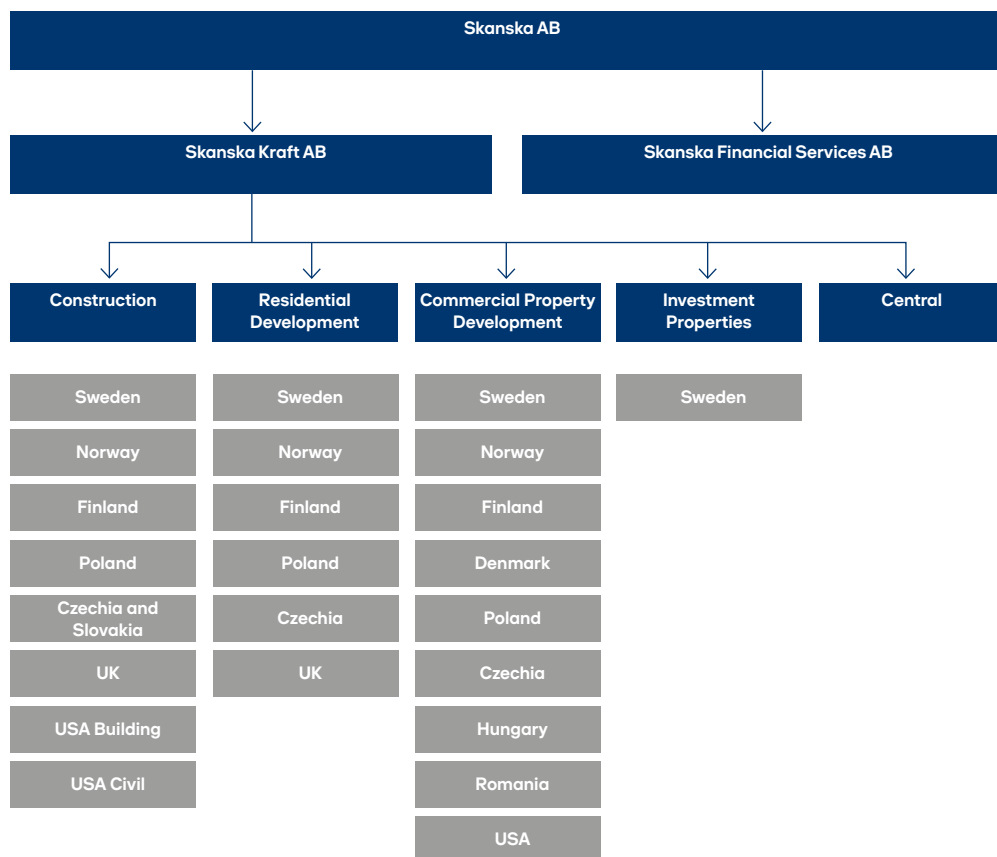 Skanska AB
Skanska Kraft AB
Skanska Financial Services AB
Construction
Residential
Development
Commercial Property
Development
Investment
Properties
Central
Sweden
Norway
Finland
Poland
Czechia and
Slovakia
UK
USA Building
USA Civil
Sweden
Norway
Finland
Poland
Czechia
UK
Sweden
Norway
Finland
Denmark
Poland
Czechia
Hungary
Romania
USA
Sweden